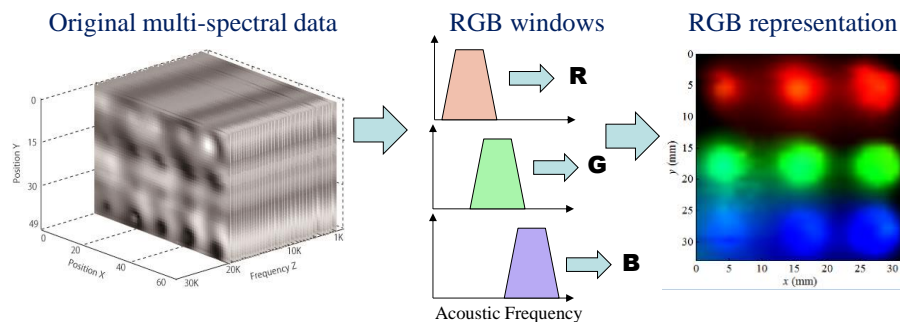 Original multi-spectral data
RGB windows
RGB representation
Position Y
0
15
30
49
0
20
40
60
Position X
30K
20K
10K
1K
Frequency Z
R
G
B
Acoustic Frequency
0
5
10
15
20
25
30
y (mm)
0
5
10
15
20
25
30
x (mm)